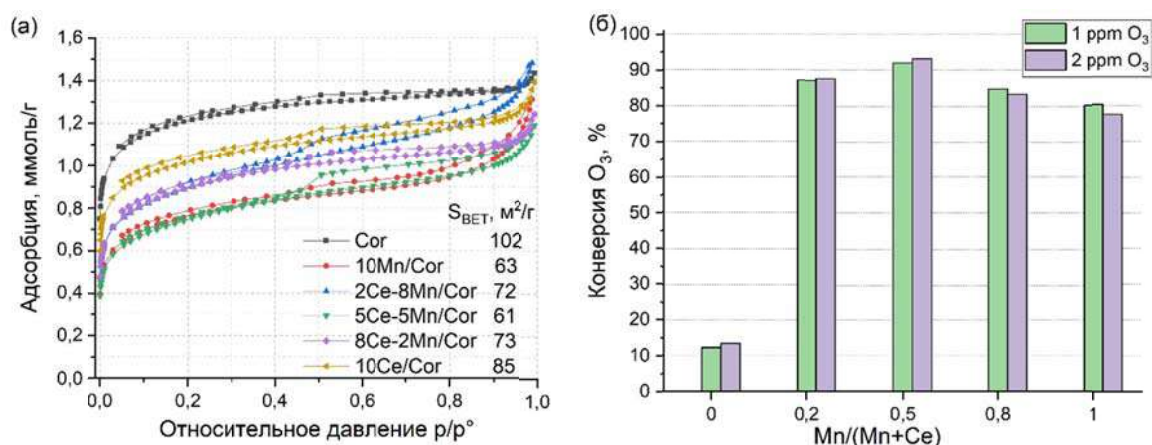 (а)
Адсорбция, ммоль/г
1,6
1,4
1,2
1,0
0,8
0,6
0,4
0,2
0,0
S_BET, м²/г
Cor 102
10Mn/Cor 63
2Ce-8Mn/Cor 72
5Ce-5Mn/Cor 61
8Ce-2Mn/Cor 73
10Ce/Cor 85
0,0 0,2 0,4 0,6 0,8 1,0
Относительное давление p/p°
(б)
1 ppm O₃
2 ppm O₃
Конверсия O₃, %
100
90
80
70
60
50
40
30
20
10
0
0 0,2 0,5 0,8 1
Mn/(Mn+Ce)